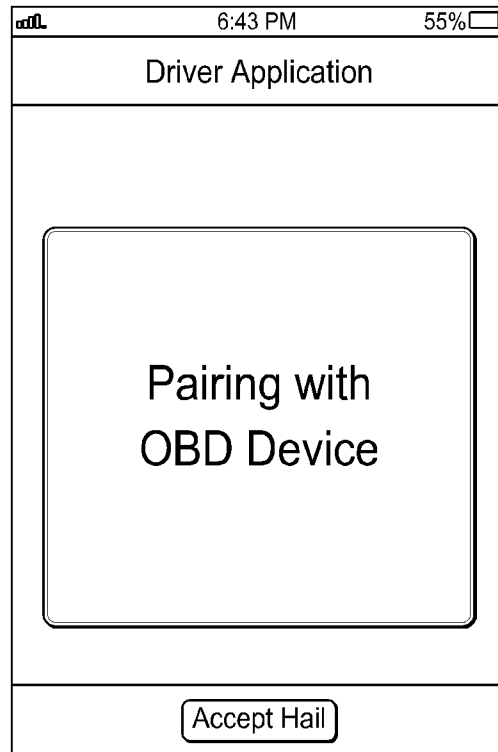 6:43 PM 55%
Driver Application
Pairing with
OBD Device
Accept Hail